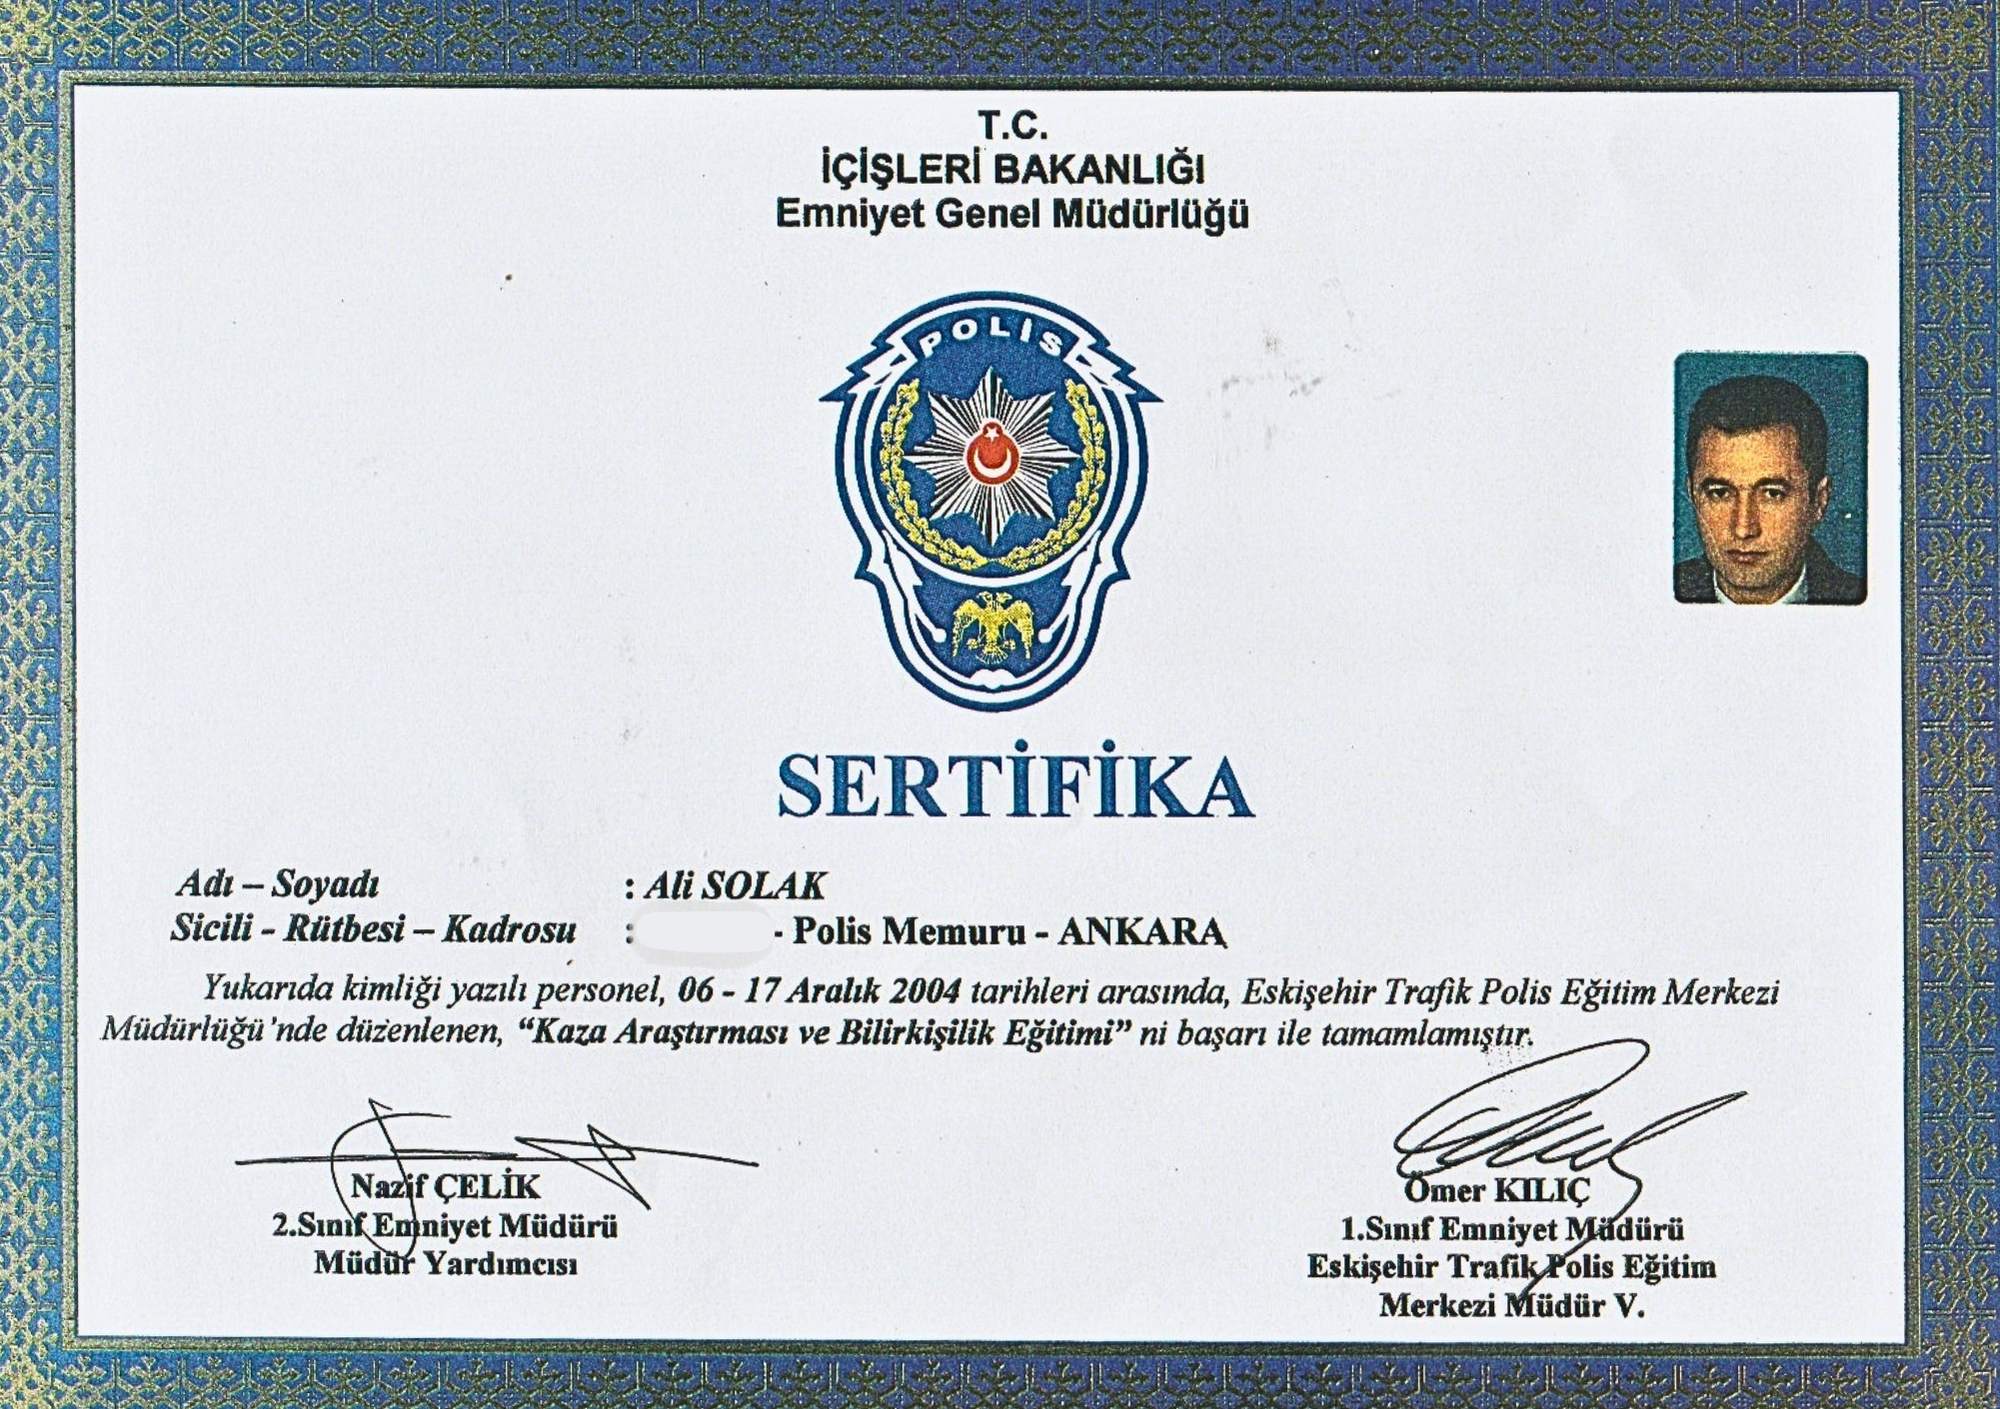 T.C.
İÇİŞLERİ BAKANLIĞI
Emniyet Genel Müdürlüğü
POLİS
SERTİFİKA
Adı – Soyadı : Ali SOLAK
Sicili - Rütbesi – Kadrosu : - Polis Memuru - ANKARA
Yukarıda kimliği yazılı personel, 06 - 17 Aralık 2004 tarihleri arasında, Eskişehir Trafik Polis Eğitim Merkezi
Müdürlüğü'nde düzenlenen, “Kaza Araştırması ve Bilirkişilik Eğitimi” ni başarı ile tamamlamıştır.
Nazif ÇELİK
2.Sınıf Emniyet Müdürü
Müdür Yardımcısı
Ömer KILIÇ
1.Sınıf Emniyet Müdürü
Eskişehir Trafik Polis Eğitim
Merkezi Müdür V.